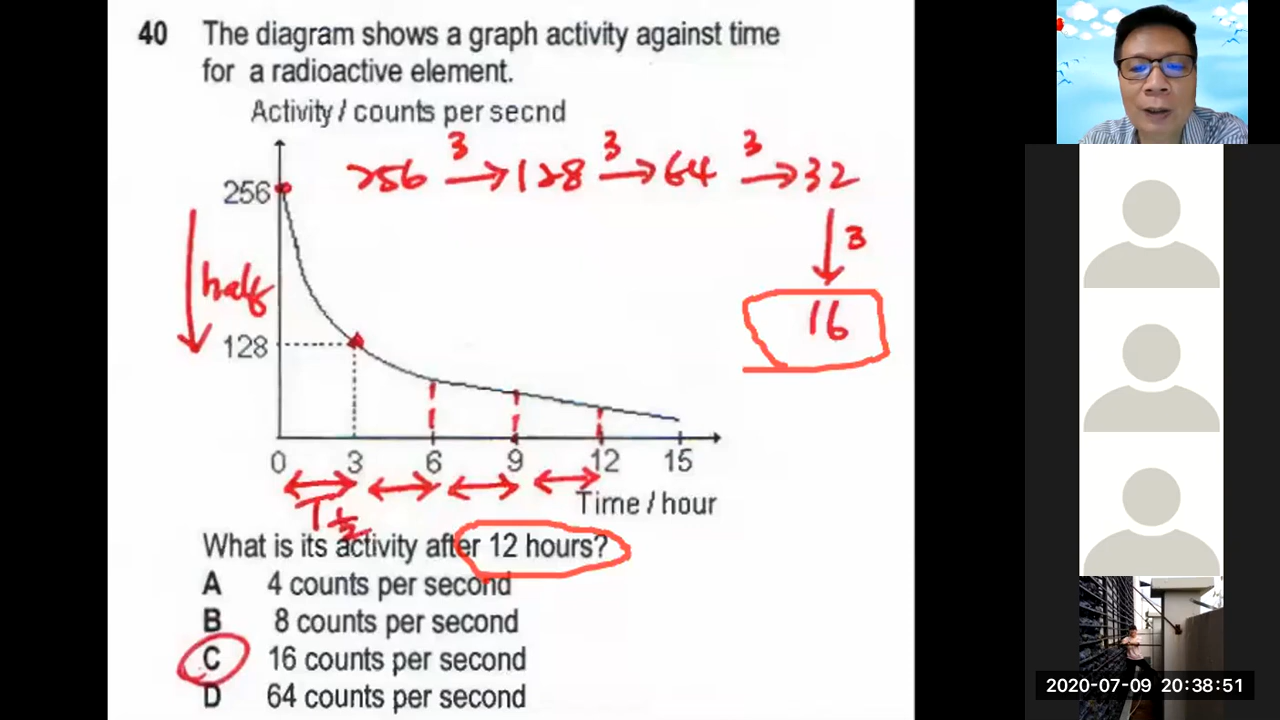 40 The diagram shows a graph activity against time
for a radioactive element.
Activity / counts per secnd
256 3 → 128 3 → 64 3 → 32
256
3
half
16
128
0 3 6 9 12 15
T½
Time / hour
What is its activity after 12 hours?
A 4 counts per second
B 8 counts per second
C 16 counts per second
D 64 counts per second
2020-07-09 20:38:51